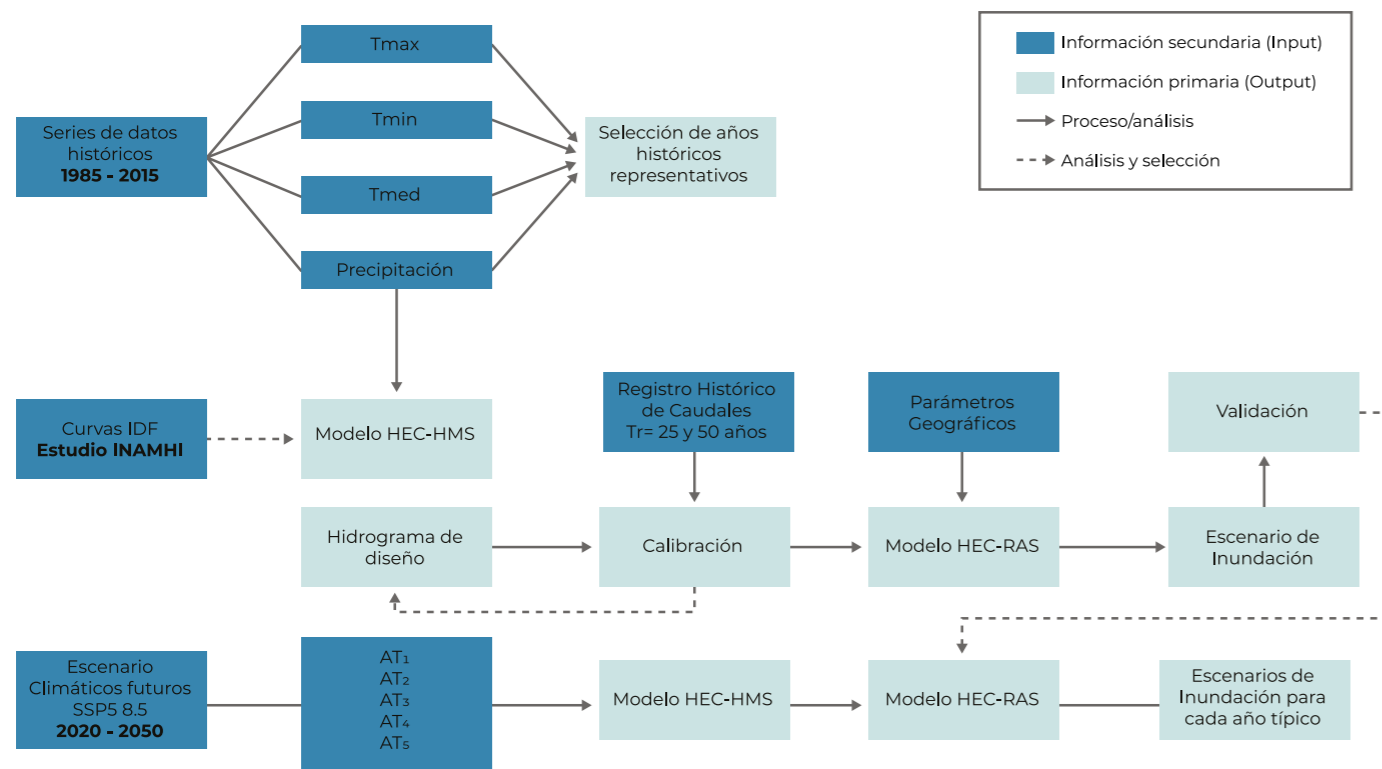 Tmax
Tmin
Tmed
Precipitación
Series de datos
históricos
1985 - 2015
Selección de años
históricos
representativos
Información secundaria (Input)
Información primaria (Output)
Proceso/análisis
Análisis y selección
Curvas IDF
Estudio INAMHI
Modelo HEC-HMS
Registro Histórico
de Caudales
Tr= 25 y 50 años
Parámetros
Geográficos
Validación
Hidrograma de
diseño
Calibración
Modelo HEC-RAS
Escenario de
Inundación
Escenario
Climáticos futuros
SSP5 8.5
2020 - 2050
AT₁
AT₂
AT₃
AT₄
AT₅
Modelo HEC-HMS
Modelo HEC-RAS
Escenarios de
Inundación para
cada año típico